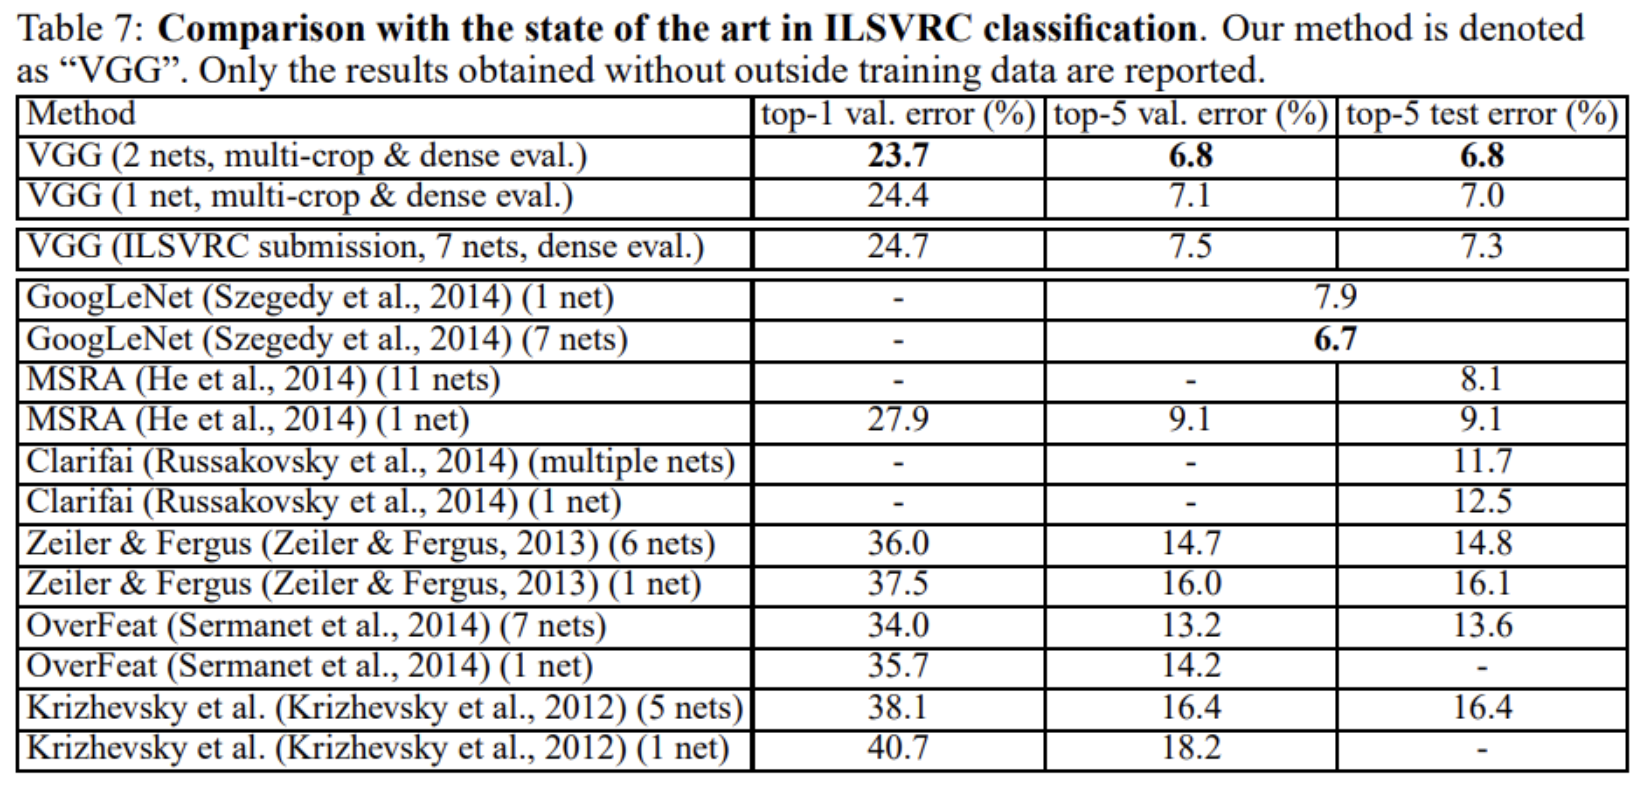 Table 7: Comparison with the state of the art in ILSVRC classification. Our method is denoted
as “VGG”. Only the results obtained without outside training data are reported.
Method top-1 val. error (%) top-5 val. error (%) top-5 test error (%)
VGG (2 nets, multi-crop & dense eval.) 23.7 6.8 6.8
VGG (1 net, multi-crop & dense eval.) 24.4 7.1 7.0
VGG (ILSVRC submission, 7 nets, dense eval.) 24.7 7.5 7.3
GoogLeNet (Szegedy et al., 2014) (1 net) - 7.9
GoogLeNet (Szegedy et al., 2014) (7 nets) - 6.7
MSRA (He et al., 2014) (11 nets) - - 8.1
MSRA (He et al., 2014) (1 net) 27.9 9.1 9.1
Clarifai (Russakovsky et al., 2014) (multiple nets) - - 11.7
Clarifai (Russakovsky et al., 2014) (1 net) - - 12.5
Zeiler & Fergus (Zeiler & Fergus, 2013) (6 nets) 36.0 14.7 14.8
Zeiler & Fergus (Zeiler & Fergus, 2013) (1 net) 37.5 16.0 16.1
OverFeat (Sermanet et al., 2014) (7 nets) 34.0 13.2 13.6
OverFeat (Sermanet et al., 2014) (1 net) 35.7 14.2 -
Krizhevsky et al. (Krizhevsky et al., 2012) (5 nets) 38.1 16.4 16.4
Krizhevsky et al. (Krizhevsky et al., 2012) (1 net) 40.7 18.2 -